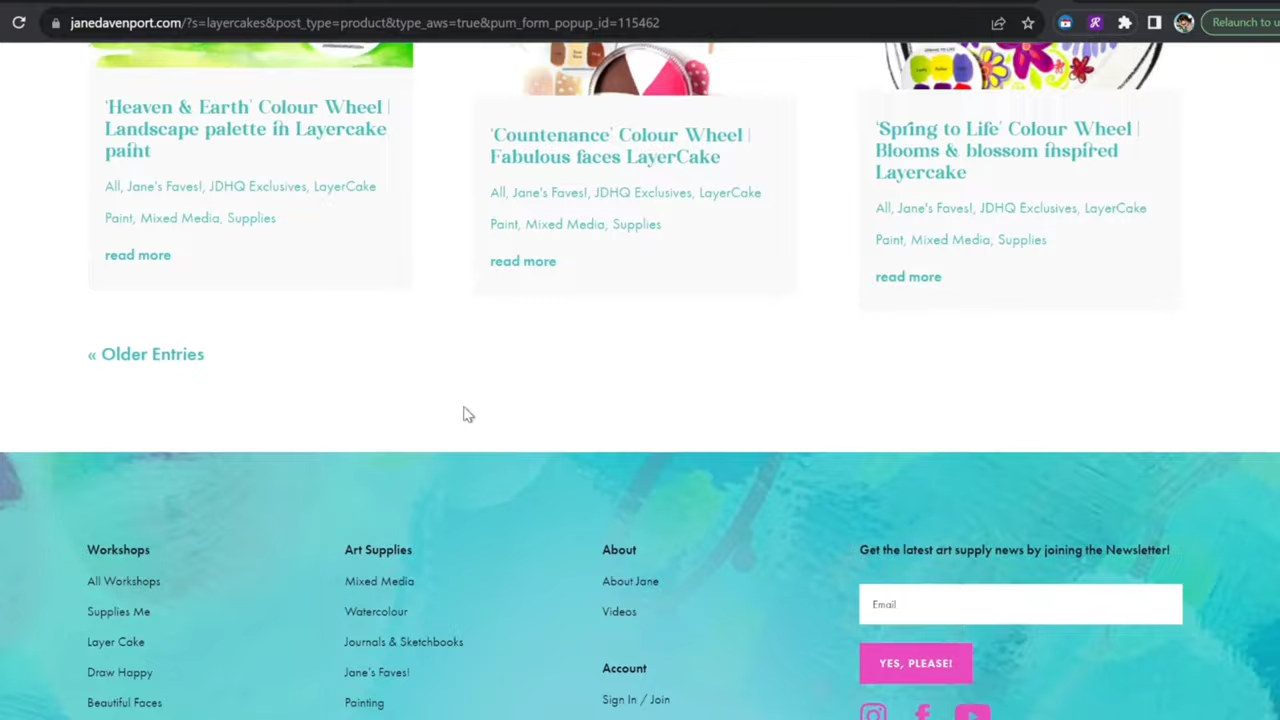 janedavenport.com/?s=layercakes&post_type=product&type_aws=true&pum_form_popup_id=115462
Relaunch to u
'Heaven & Earth' Colour Wheel |
Landscape palette in Layercake
paint
All, Jane's Faves!, JDHQ Exclusives, LayerCake
Paint, Mixed Media, Supplies
read more
'Countenance' Colour Wheel |
Fabulous faces LayerCake
All, Jane's Faves!, JDHQ Exclusives, LayerCake
Paint, Mixed Media, Supplies
read more
'Spring to Life' Colour Wheel |
Blooms & blossom inspired
Layercake
All, Jane's Faves!, JDHQ Exclusives, LayerCake
Paint, Mixed Media, Supplies
read more
« Older Entries
Workshops
All Workshops
Supplies Me
Layer Cake
Draw Happy
Beautiful Faces
Art Supplies
Mixed Media
Watercolour
Journals & Sketchbooks
Jane's Faves!
Painting
About
About Jane
Videos
Account
Sign In / Join
Get the latest art supply news by joining the Newsletter!
Email
YES, PLEASE!